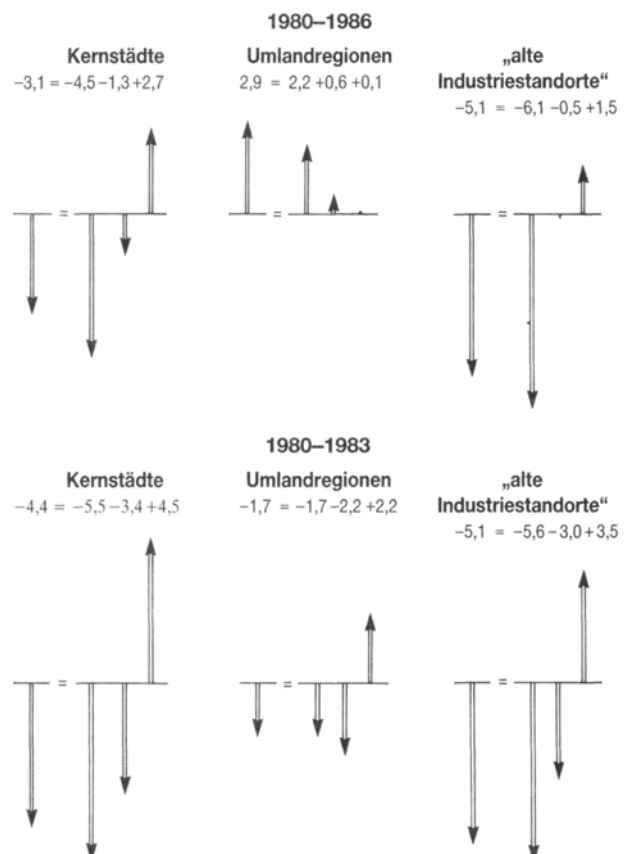 1980–1986
Kernstädte
–3,1 = –4,5 –1,3 +2,7
Umlandregionen
2,9 = 2,2 +0,6 +0,1
„alte
Industriestandorte“
–5,1 = –6,1 –0,5 +1,5
=
=
=
1980–1983
Kernstädte
–4,4 = –5,5 –3,4 +4,5
Umlandregionen
–1,7 = –1,7 –2,2 +2,2
„alte
Industriestandorte“
–5,1 = –5,6 –3,0 +3,5
=
=
=